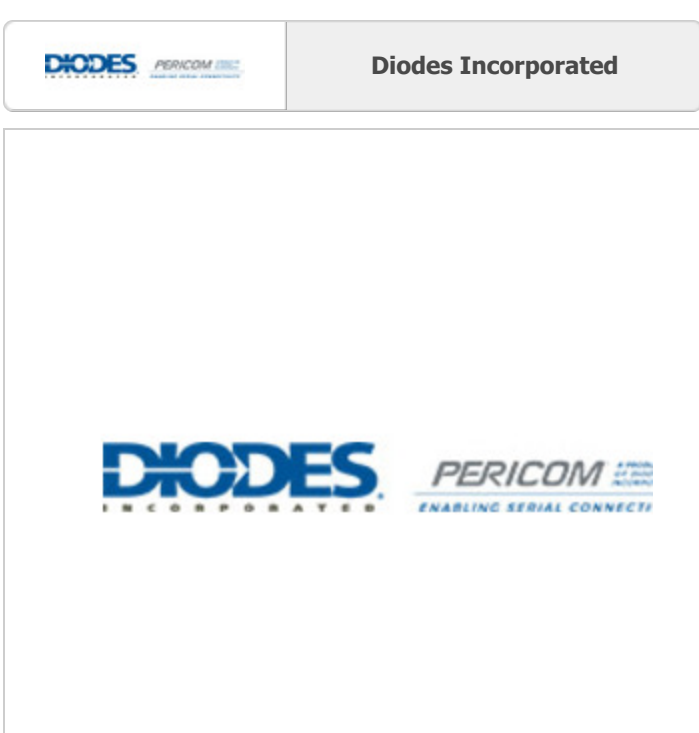 DIODES PERICOM
Diodes Incorporated
DIODES
INCORPORATED
PERICOM
ENABLING SERIAL CONNECTI